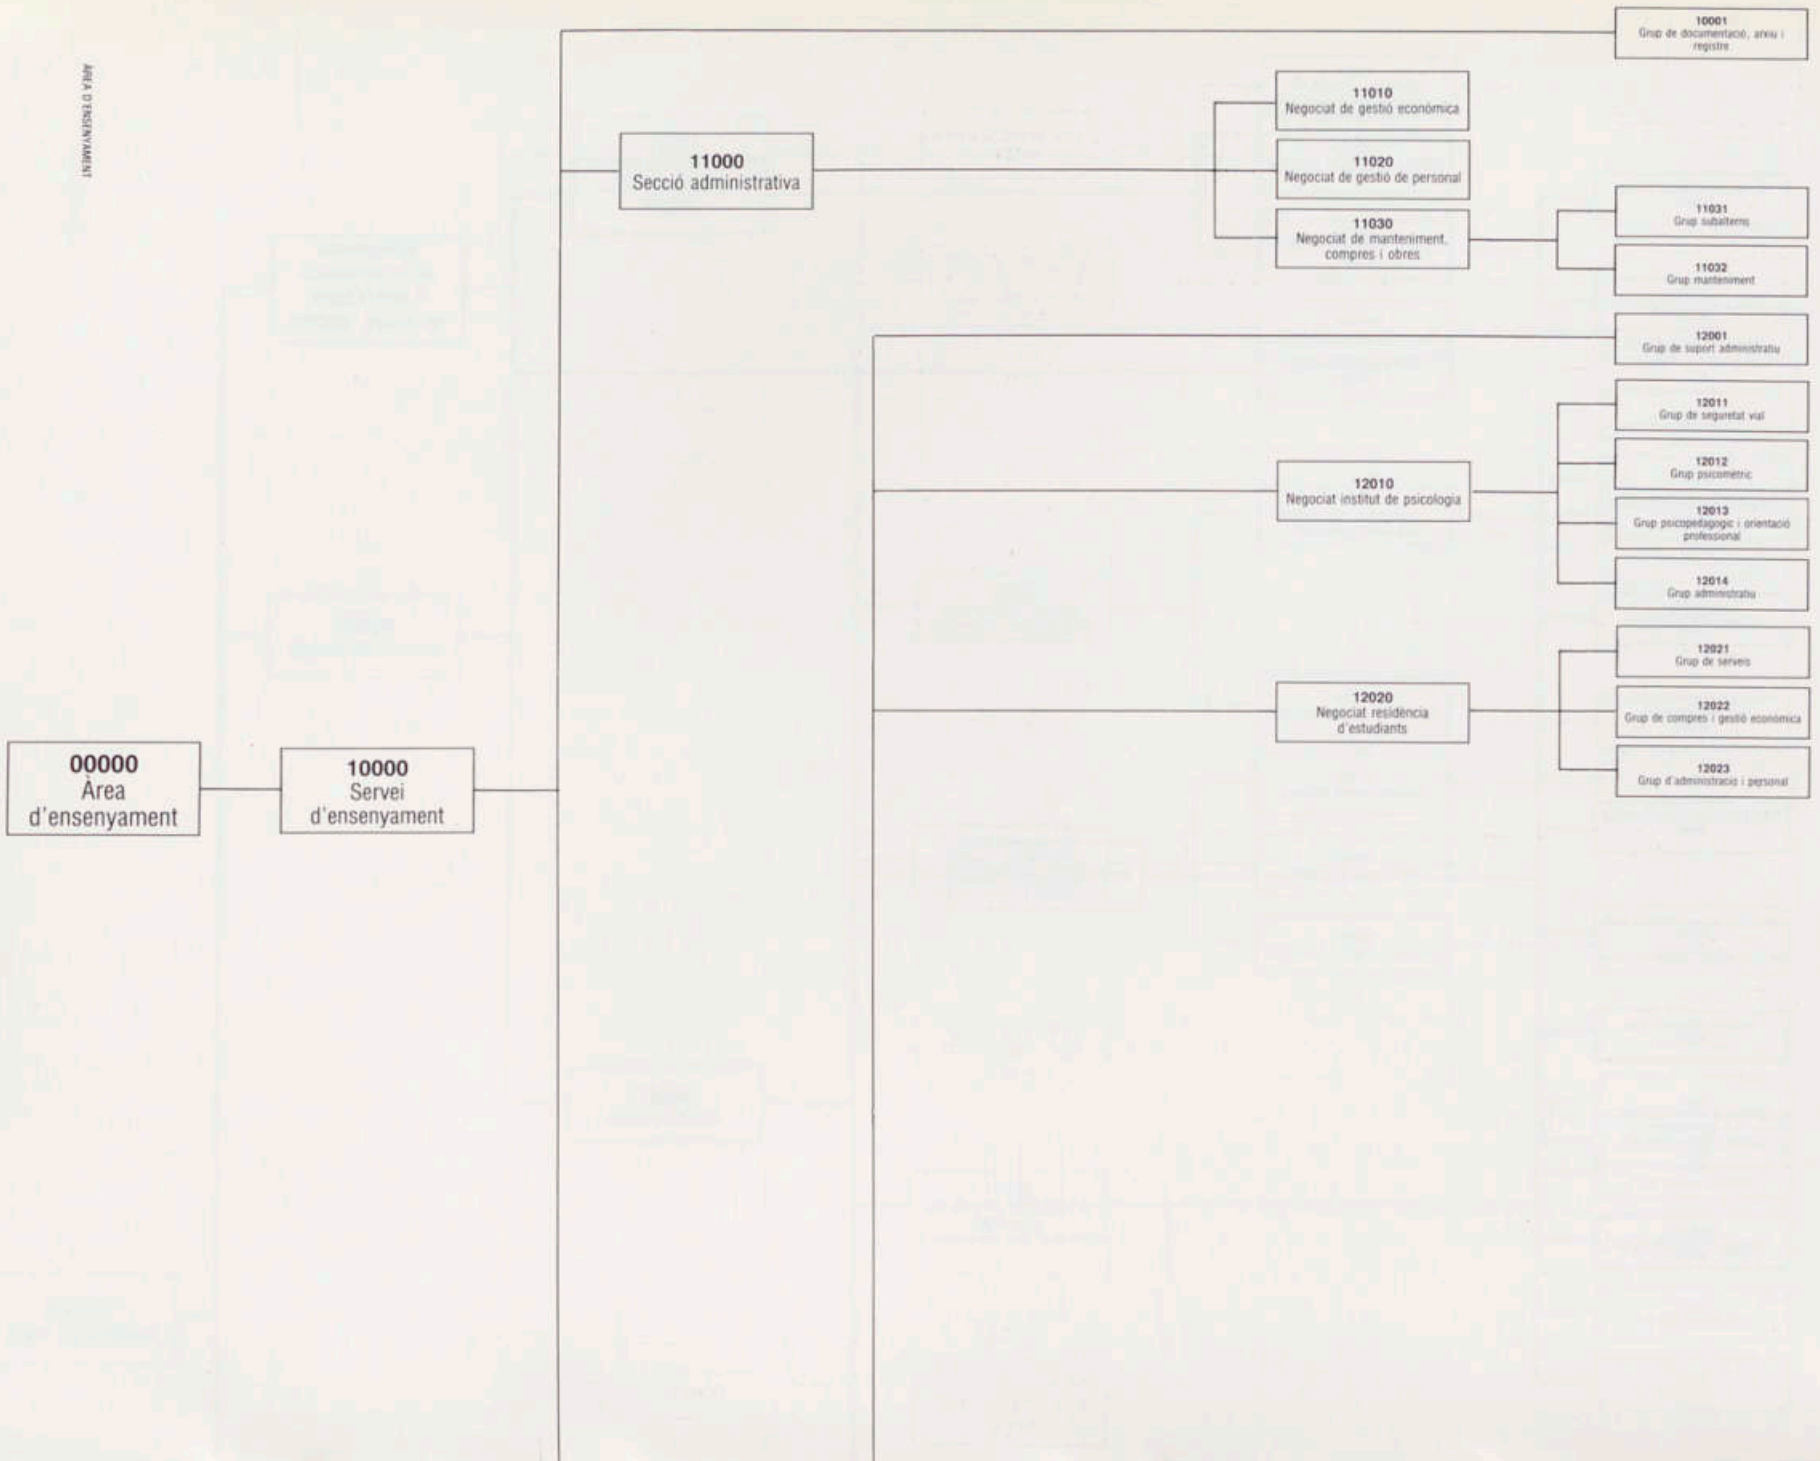 ÀREA D'ENSENYAMENT
00000
Àrea
d'ensenyament
10000
Servei
d'ensenyament
10001
Grup de documentació, arxiu i
registre
11000
Secció administrativa
11010
Negociat de gestió econòmica
11020
Negociat de gestió de personal
11030
Negociat de manteniment,
compres i obres
11031
Grup subalterns
11032
Grup manteniment
12001
Grup de suport administratiu
12010
Negociat institut de psicologia
12011
Grup de seguretat vial
12012
Grup psicomètric
12013
Grup psicopedagògic i orientació
professional
12014
Grup administratiu
12020
Negociat residència
d'estudiants
12021
Grup de serveis
12022
Grup de compres i gestió econòmica
12023
Grup d'administració i personal